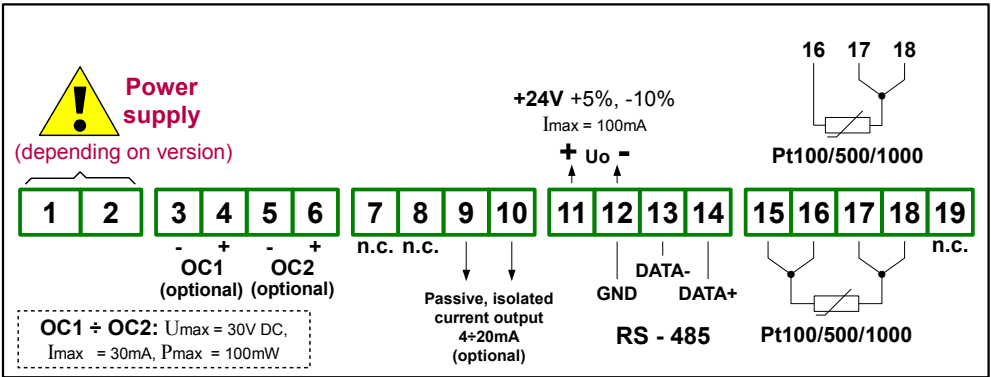 Power
supply
(depending on version)
+24V +5%, -10%
Imax = 100mA
+ Uo -
16 17 18
Pt100/500/1000
1 2 3 4 5 6 7 8 9 10 11 12 13 14 15 16 17 18 19
- + - + n.c. n.c. n.c.
OC1 OC2
(optional) (optional)
Passive, isolated
current output
4÷20mA
(optional)
DATA-
GND DATA+
RS - 485
Pt100/500/1000
OC1 ÷ OC2: Umax = 30V DC,
Imax = 30mA, Pmax = 100mW